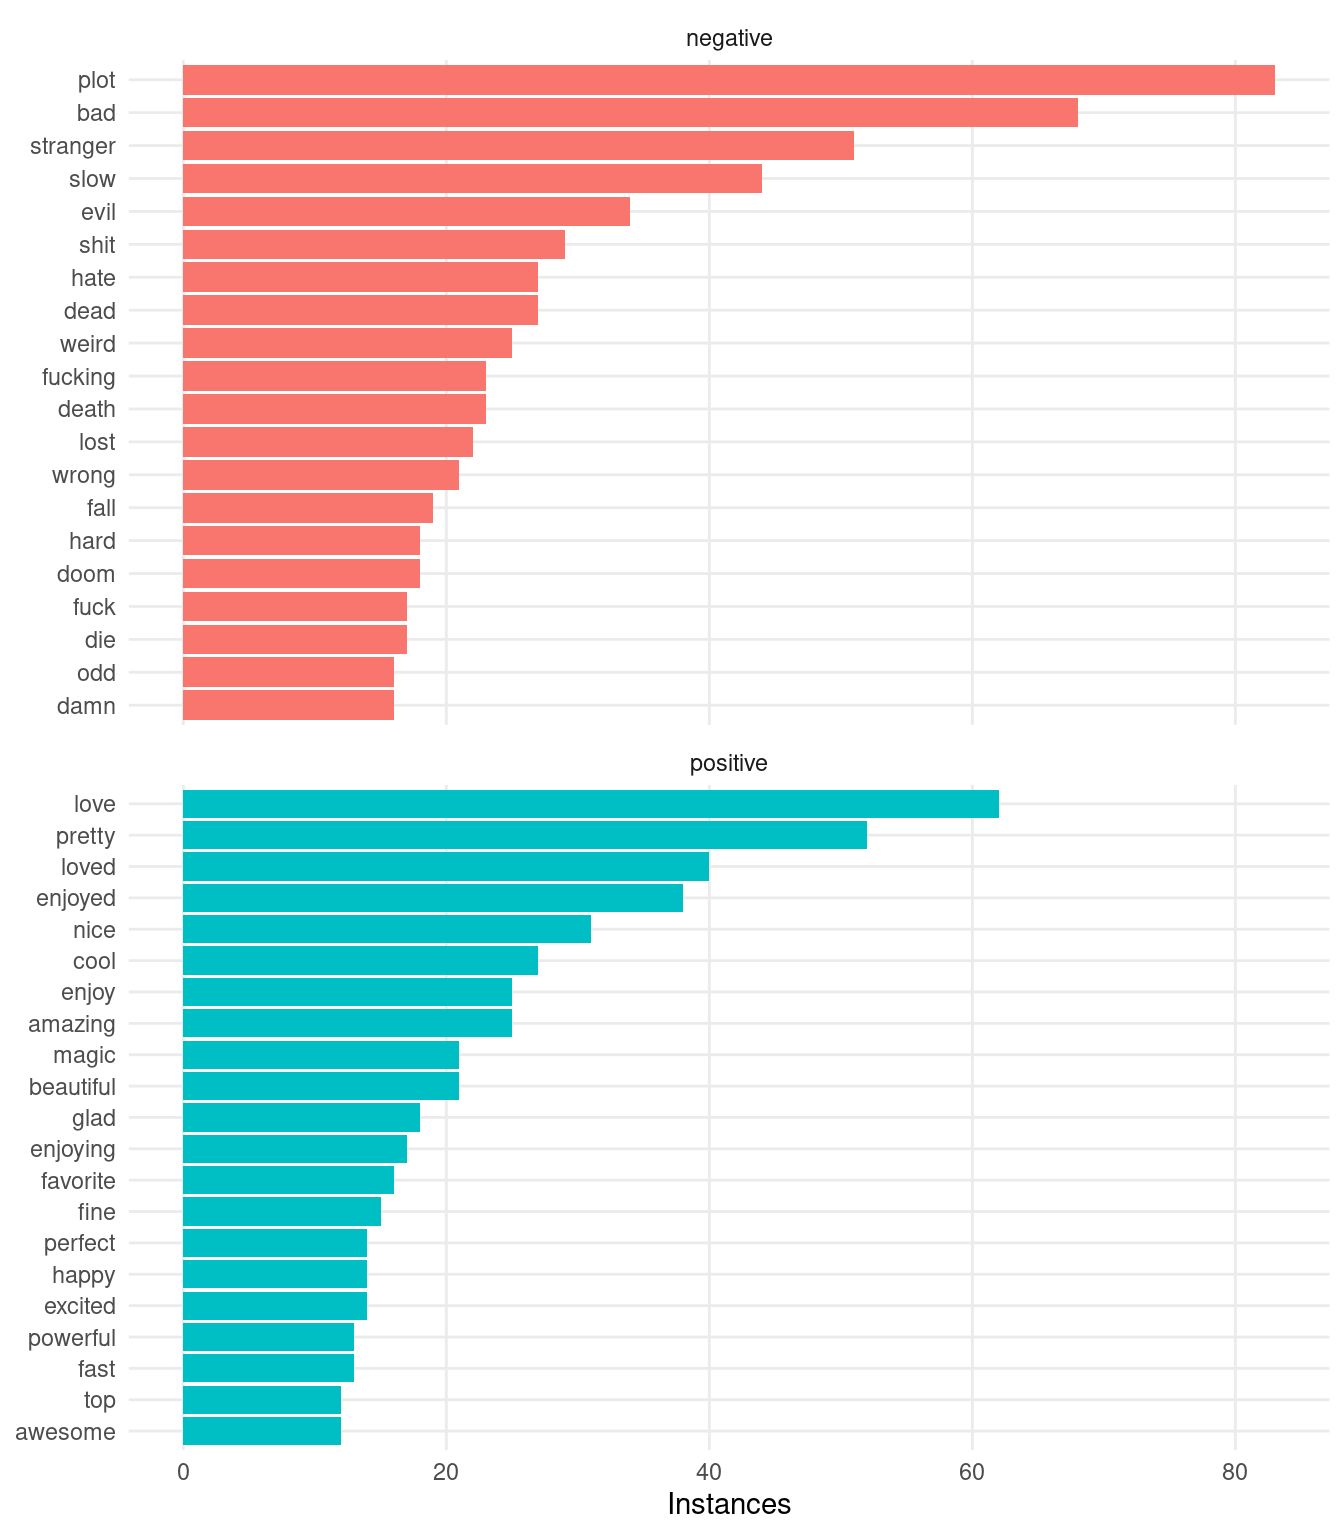 negative
plot
bad
stranger
slow
evil
shit
hate
dead
weird
fucking
death
lost
wrong
fall
hard
doom
fuck
die
odd
damn
positive
love
pretty
loved
enjoyed
nice
cool
enjoy
amazing
magic
beautiful
glad
enjoying
favorite
fine
perfect
happy
excited
powerful
fast
top
awesome
0 20 40 60 80
Instances